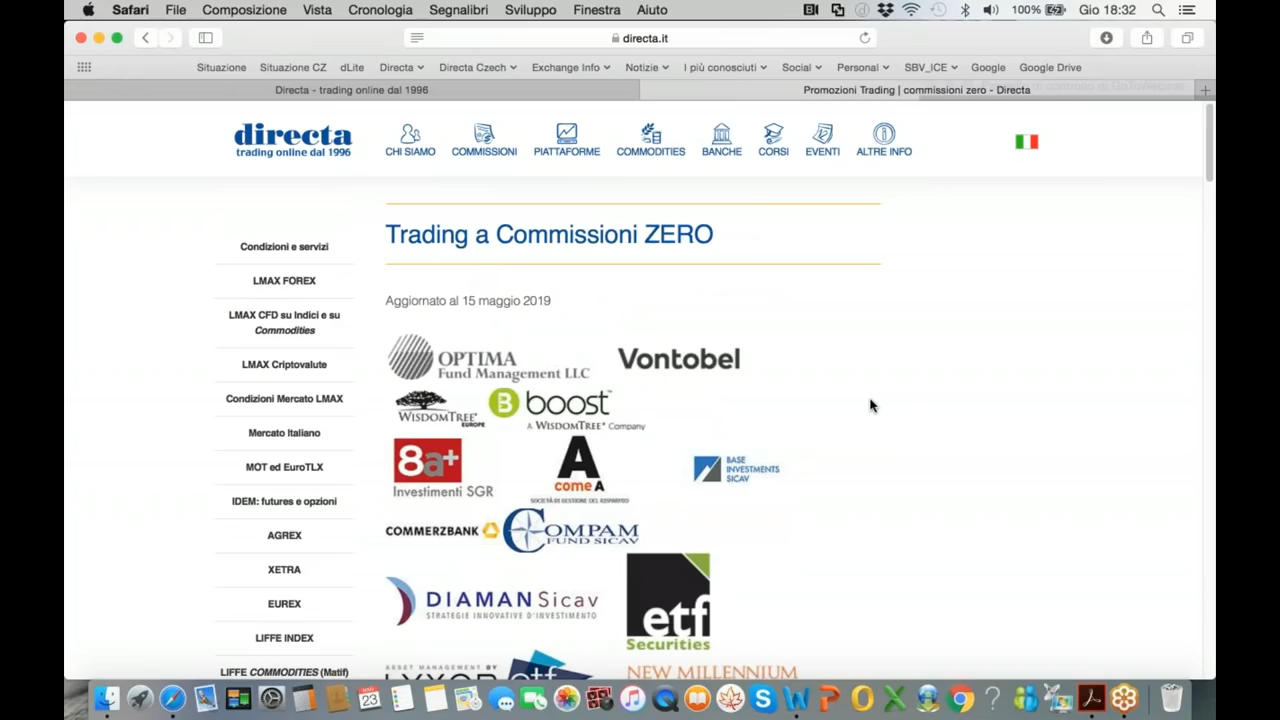 Safari File Composizione Vista Cronologia Segnalibri Sviluppo Finestra Aiuto 100% Gio 18:32
directa.it
Situazione Situazione CZ dLite Directa Directa Czech Exchange Info Notizie I più conosciuti Social Personal SBV_ICE Google Google Drive
Directa - trading online dal 1996 Promozioni Trading | commissioni zero - Directa
directa
trading online dal 1996
CHI SIAMO COMMISSIONI PIATTAFORME COMMODITIES BANCHE CORSI EVENTI ALTRE INFO
Trading a Commissioni ZERO
Aggiornato al 15 maggio 2019
Condizioni e servizi
LMAX FOREX
LMAX CFD su Indici e su
Commodities
LMAX Criptovalute
Condizioni Mercato LMAX
Mercato Italiano
MOT ed EuroTLX
IDEM: futures e opzioni
AGREX
XETRA
EUREX
LIFFE INDEX
LIFFE COMMODITIES (Matif)
OPTIMA
Fund Management LLC
Vontobel
WISDOMTREE
EUROPE
B boost
A WISDOMTREE Company
8a+
Investimenti SGR
A
come A
SOCIETÀ DI GESTIONE DEL RISPARMIO
BASE
INVESTMENTS
SICAV
COMMERZBANK
COMPAM
FUND SICAV
DIAMAN Sicav
STRATEGIE INNOVATIVE D'INVESTIMENTO
etf
Securities
ASSET MANAGEMENT BY
LYXOR etf
NEW MILLENNIUM
23